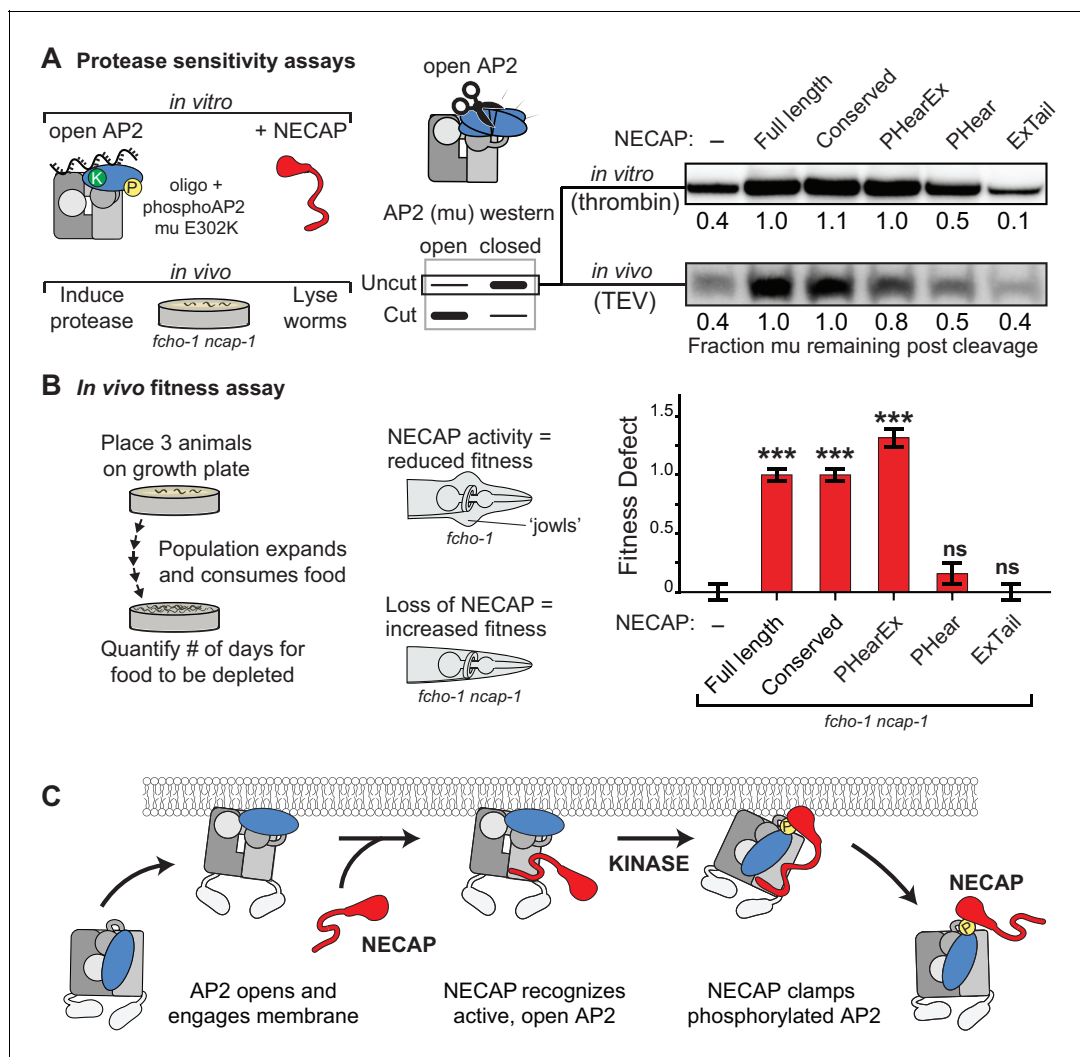 A Protease sensitivity assays
in vitro
open AP2
+ NECAP
K
P
oligo +
phosphoAP2
mu E302K
in vivo
Induce
protease
Lyse
worms
fcho-1 ncap-1
open AP2
AP2 (mu) western
open closed
Uncut
Cut
NECAP: – Full length Conserved PHearEx PHear ExTail
in vitro
(thrombin)
0.4 1.0 1.1 1.0 0.5 0.1
in vivo
(TEV)
0.4 1.0 1.0 0.8 0.5 0.4
Fraction mu remaining post cleavage
B In vivo fitness assay
Place 3 animals
on growth plate
Population expands
and consumes food
Quantify # of days for
food to be depleted
NECAP activity =
reduced fitness
'jowls'
fcho-1
Loss of NECAP =
increased fitness
fcho-1 ncap-1
Fitness Defect
1.5
1.0
0.5
0
*** *** *** ns ns
NECAP: – Full length Conserved PHearEx PHear ExTail
fcho-1 ncap-1
C
NECAP
KINASE
P
NECAP
P
AP2 opens and
engages membrane
NECAP recognizes
active, open AP2
NECAP clamps
phosphorylated AP2